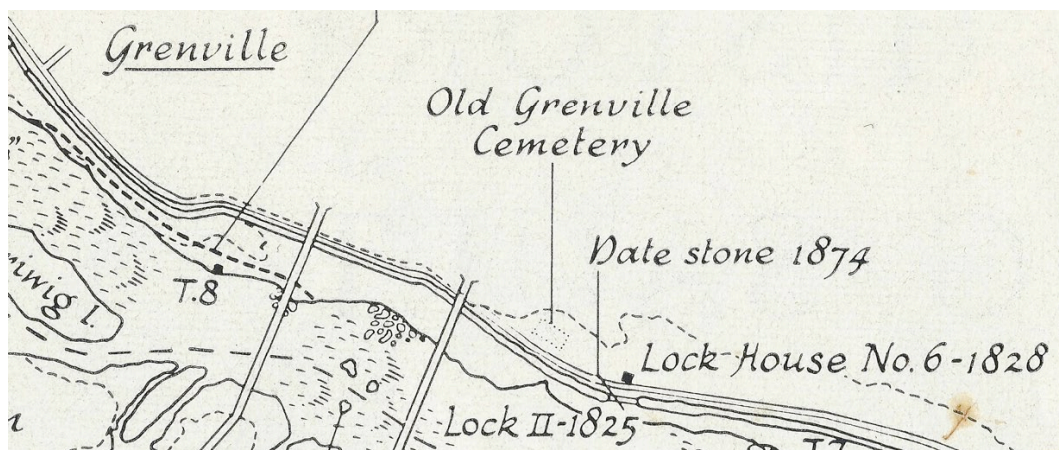 Grenville
Old Grenville
Cemetery
Date stone 1874
T.8
Lock-House No. 6-1828
Lock II-1825